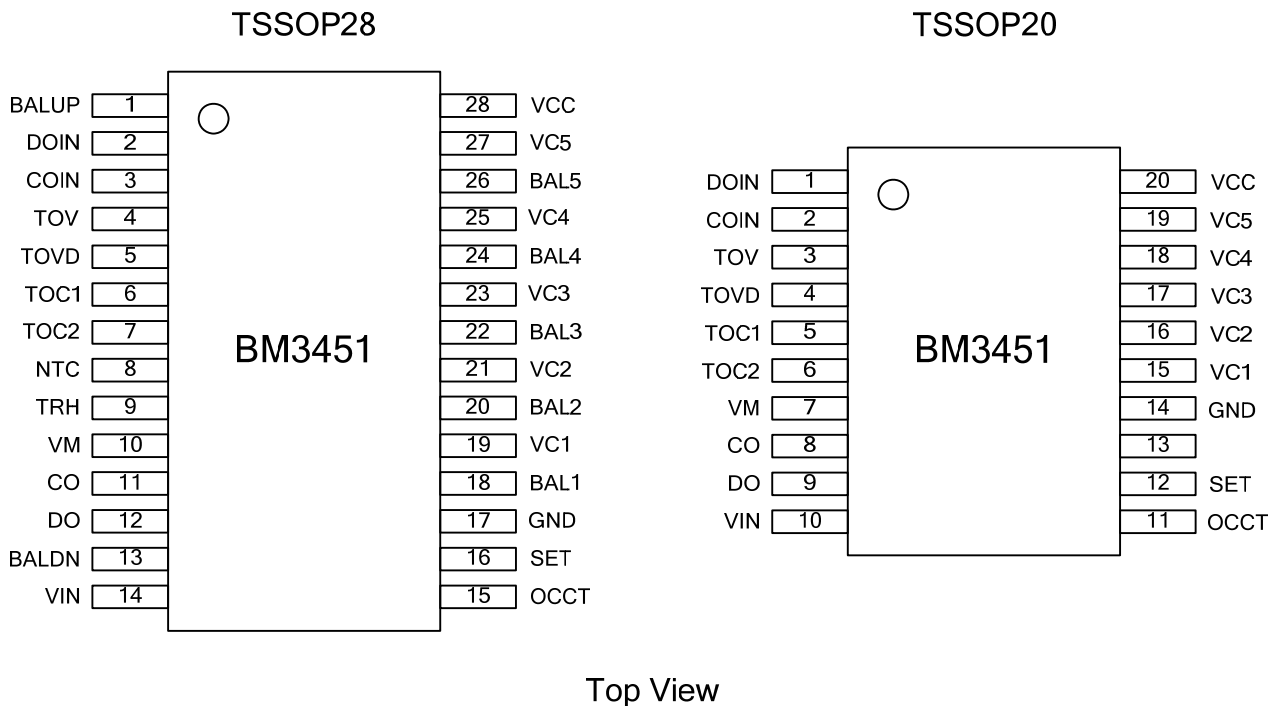 TSSOP28
BALUP 1 28 VCC
DOIN 2 27 VC5
COIN 3 26 BAL5
TOV 4 25 VC4
TOVD 5 24 BAL4
TOC1 6 23 VC3
TOC2 7 22 BAL3
NTC 8 21 VC2
TRH 9 20 BAL2
VM 10 19 VC1
CO 11 18 BAL1
DO 12 17 GND
BALDN 13 16 SET
VIN 14 15 OCCT
BM3451
TSSOP20
DOIN 1 20 VCC
COIN 2 19 VC5
TOV 3 18 VC4
TOVD 4 17 VC3
TOC1 5 16 VC2
TOC2 6 15 VC1
VM 7 14 GND
CO 8 13
DO 9 12 SET
VIN 10 11 OCCT
BM3451
Top View